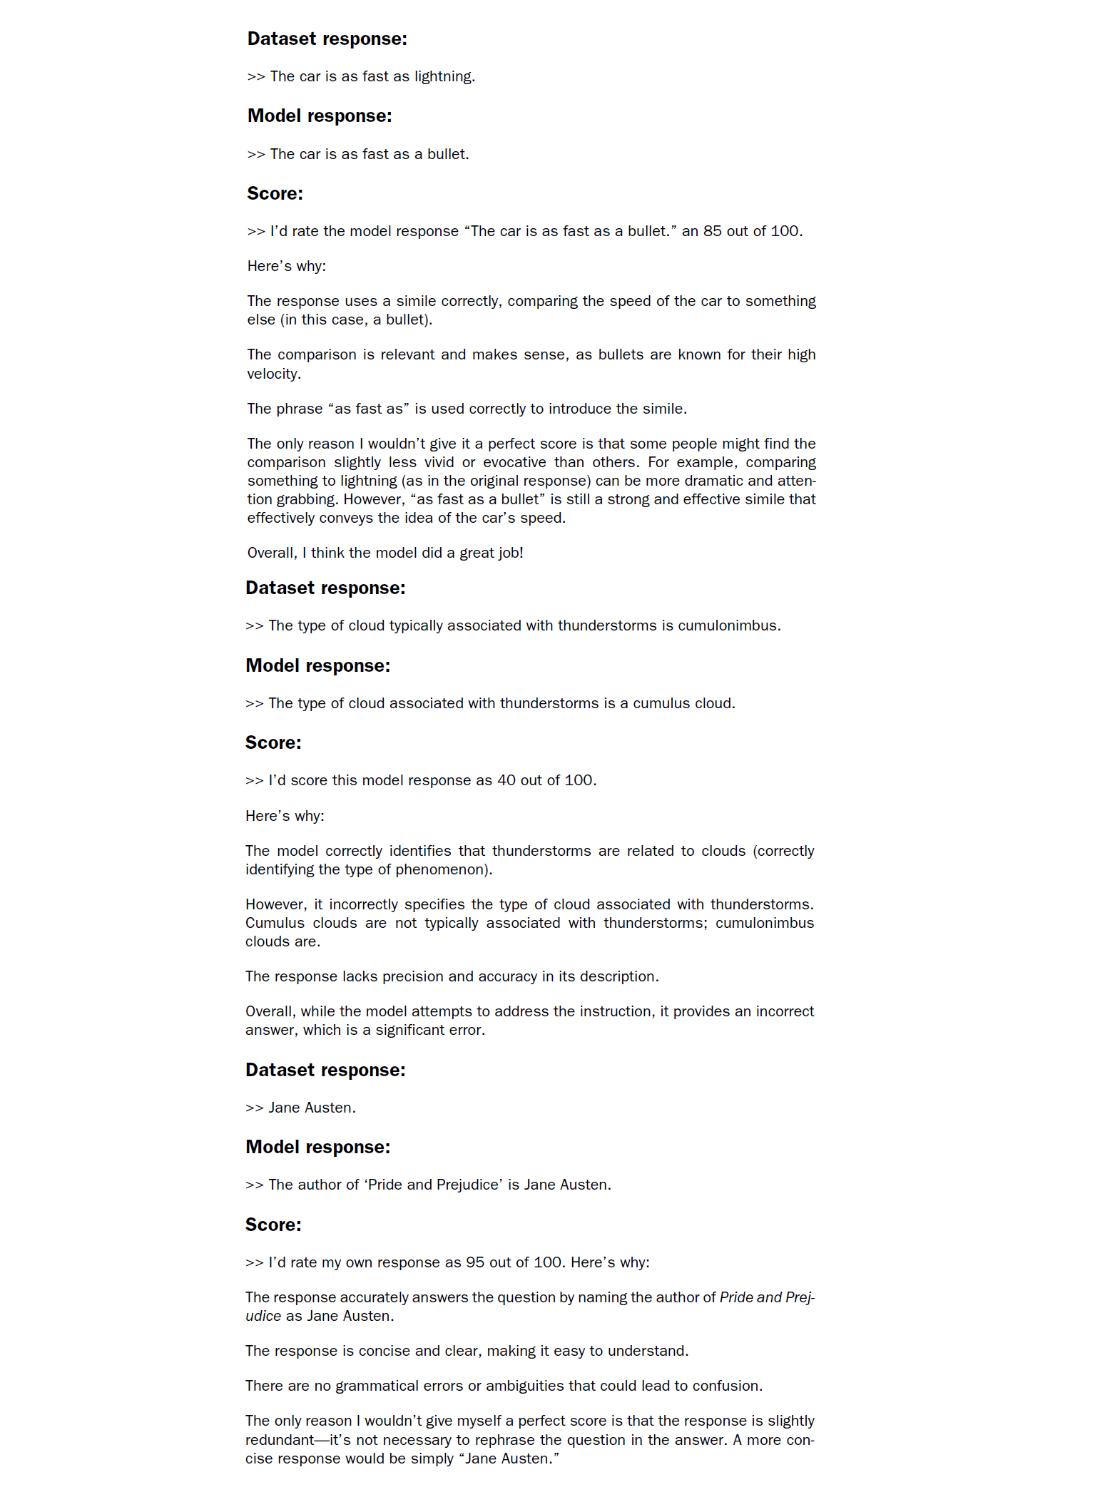 Dataset response:
>> The car is as fast as lightning.
Model response:
>> The car is as fast as a bullet.
Score:
>> I’d rate the model response “The car is as fast as a bullet.” an 85 out of 100.
Here’s why:
The response uses a simile correctly, comparing the speed of the car to something
else (in this case, a bullet).
The comparison is relevant and makes sense, as bullets are known for their high
velocity.
The phrase “as fast as” is used correctly to introduce the simile.
The only reason I wouldn’t give it a perfect score is that some people might find the
comparison slightly less vivid or evocative than others. For example, comparing
something to lightning (as in the original response) can be more dramatic and atten-
tion grabbing. However, “as fast as a bullet” is still a strong and effective simile that
effectively conveys the idea of the car’s speed.
Overall, I think the model did a great job!
Dataset response:
>> The type of cloud typically associated with thunderstorms is cumulonimbus.
Model response:
>> The type of cloud associated with thunderstorms is a cumulus cloud.
Score:
>> I’d score this model response as 40 out of 100.
Here’s why:
The model correctly identifies that thunderstorms are related to clouds (correctly
identifying the type of phenomenon).
However, it incorrectly specifies the type of cloud associated with thunderstorms.
Cumulus clouds are not typically associated with thunderstorms; cumulonimbus
clouds are.
The response lacks precision and accuracy in its description.
Overall, while the model attempts to address the instruction, it provides an incorrect
answer, which is a significant error.
Dataset response:
>> Jane Austen.
Model response:
>> The author of ‘Pride and Prejudice’ is Jane Austen.
Score:
>> I’d rate my own response as 95 out of 100. Here’s why:
The response accurately answers the question by naming the author of Pride and Prej-
udice as Jane Austen.
The response is concise and clear, making it easy to understand.
There are no grammatical errors or ambiguities that could lead to confusion.
The only reason I wouldn’t give myself a perfect score is that the response is slightly
redundant—it’s not necessary to rephrase the question in the answer. A more con-
cise response would be simply “Jane Austen.”